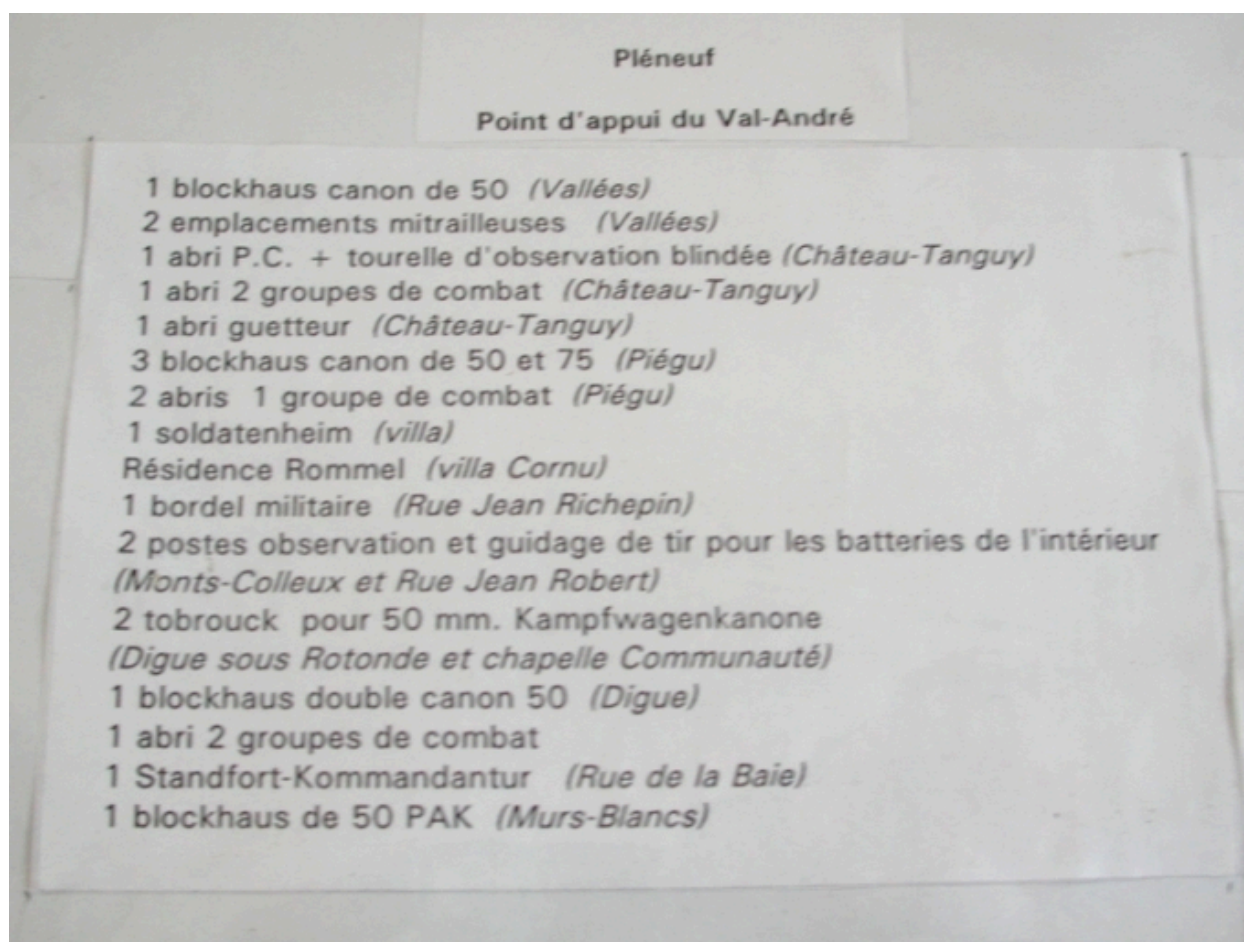 Pléneuf
Point d'appui du Val-André
1 blockhaus canon de 50 (Vallées)
2 emplacements mitrailleuses (Vallées)
1 abri P.C. + tourelle d'observation blindée (Château-Tanguy)
1 abri 2 groupes de combat (Château-Tanguy)
1 abri guetteur (Château-Tanguy)
3 blockhaus canon de 50 et 75 (Piégu)
2 abris 1 groupe de combat (Piégu)
1 soldatenheim (villa)
Résidence Rommel (villa Cornu)
1 bordel militaire (Rue Jean Richepin)
2 postes observation et guidage de tir pour les batteries de l'intérieur
(Monts-Colleux et Rue Jean Robert)
2 tobrouck pour 50 mm. Kampfwagenkanone
(Digue sous Rotonde et chapelle Communauté)
1 blockhaus double canon 50 (Digue)
1 abri 2 groupes de combat
1 Standfort-Kommandantur (Rue de la Baie)
1 blockhaus de 50 PAK (Murs-Blancs)